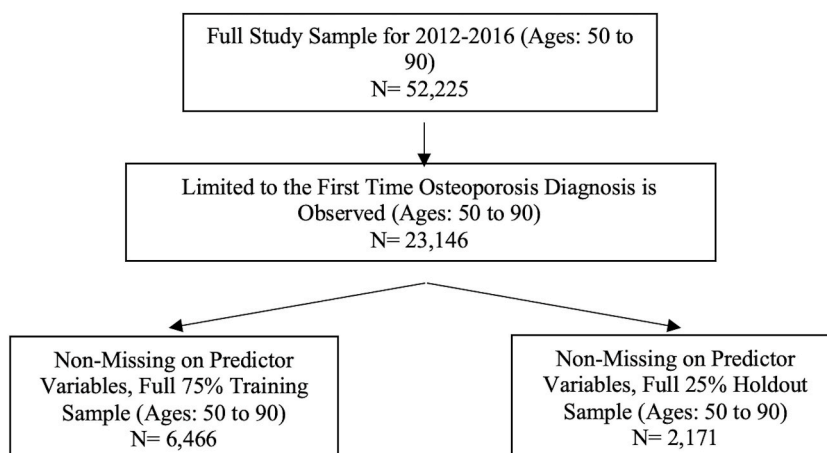 Full Study Sample for 2012-2016 (Ages: 50 to
90)
N= 52,225
Limited to the First Time Osteoporosis Diagnosis is
Observed (Ages: 50 to 90)
N= 23,146
Non-Missing on Predictor
Variables, Full 75% Training
Sample (Ages: 50 to 90)
N= 6,466
Non-Missing on Predictor
Variables, Full 25% Holdout
Sample (Ages: 50 to 90)
N= 2,171